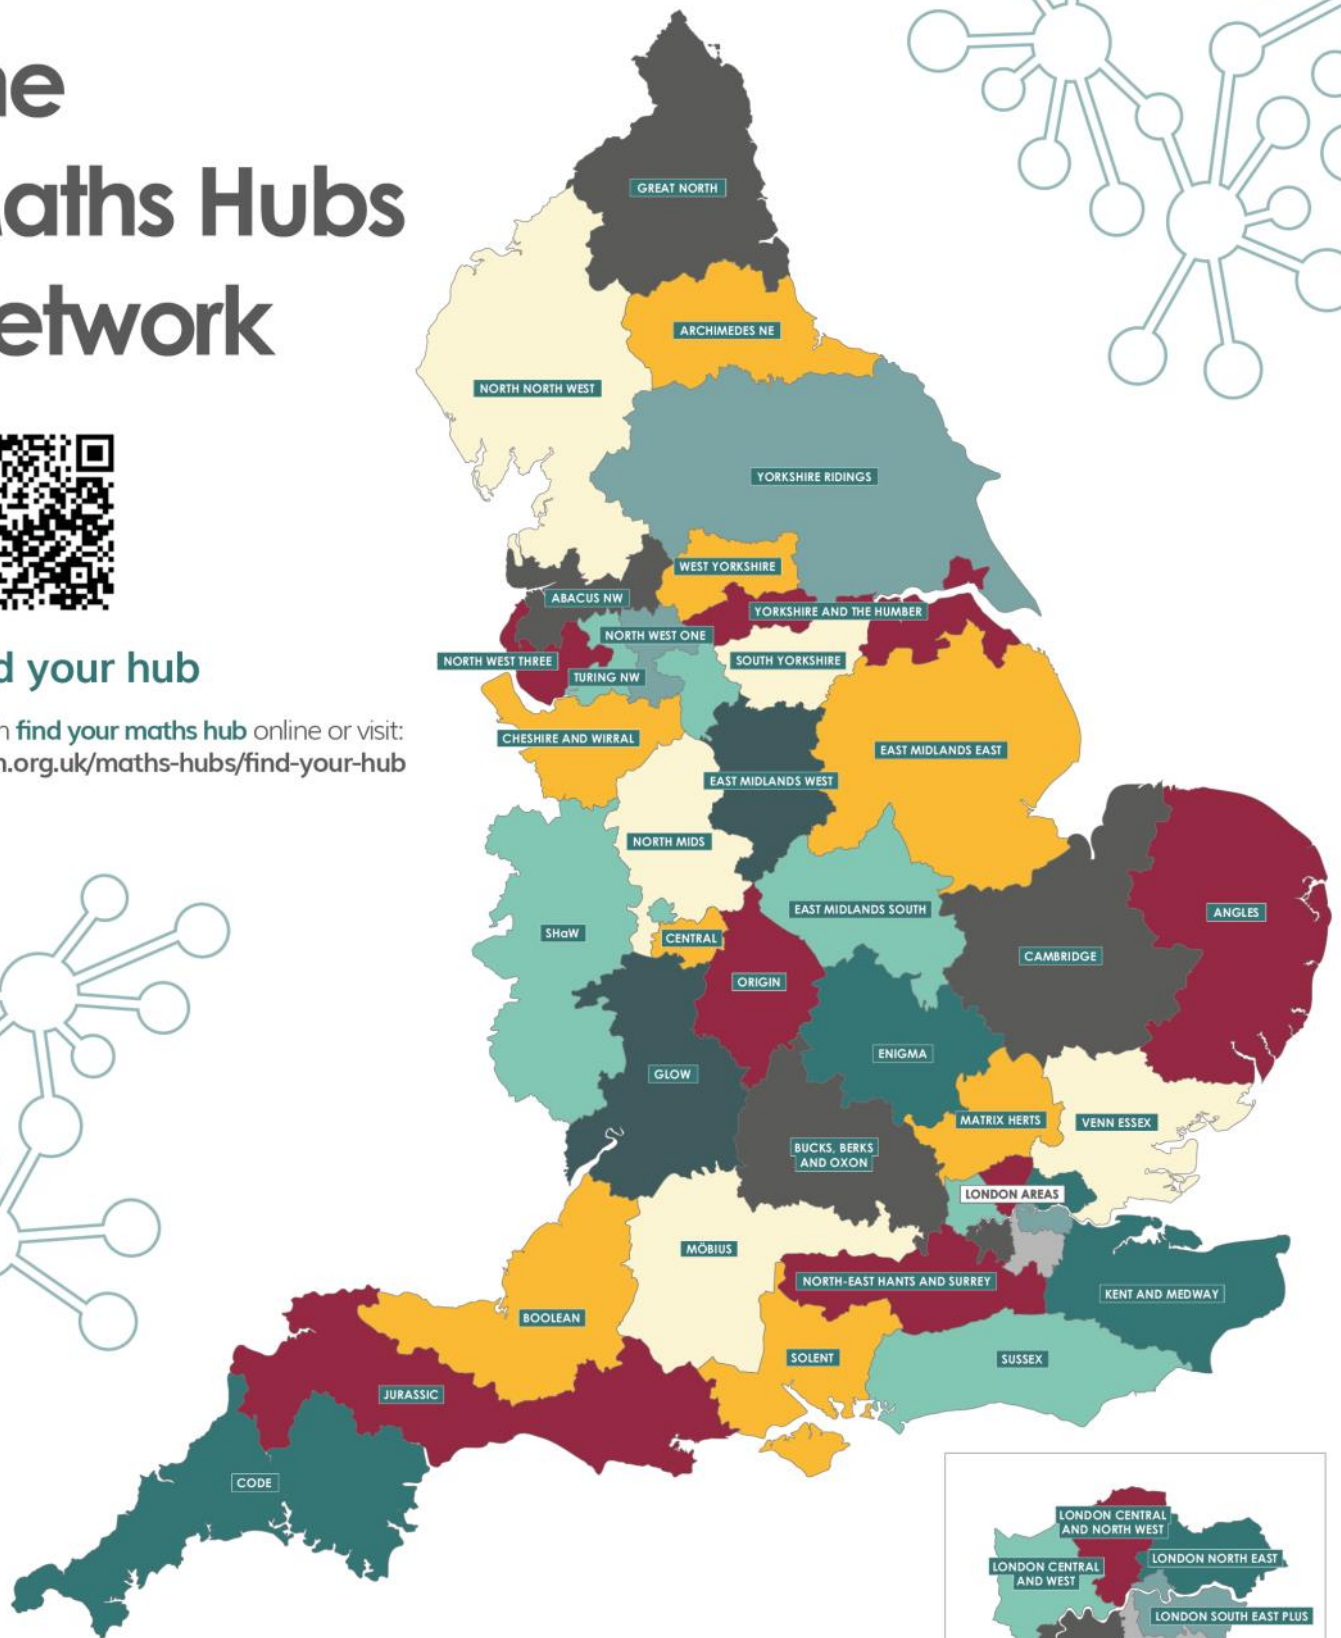 ne
aths Hubs
etwork
d your hub
n find your maths hub online or visit:
n.org.uk/maths-hubs/find-your-hub
GREAT NORTH
ARCHIMEDES NE
NORTH NORTH WEST
YORKSHIRE RIDINGS
WEST YORKSHIRE
ABACUS NW
YORKSHIRE AND THE HUMBER
NORTH WEST ONE
NORTH WEST THREE
SOUTH YORKSHIRE
TURING NW
CHESHIRE AND WIRRAL
EAST MIDLANDS EAST
EAST MIDLANDS WEST
NORTH MIDS
EAST MIDLANDS SOUTH
ANGLES
SHaW
CENTRAL
CAMBRIDGE
ORIGIN
ENIGMA
GLOW
MATRIX HERTS
VENN ESSEX
BUCKS, BERKS
AND OXON
LONDON AREAS
MÖBIUS
NORTH-EAST HANTS AND SURREY
KENT AND MEDWAY
BOOLEAN
SOLENT
SUSSEX
JURASSIC
CODE
LONDON CENTRAL
AND NORTH WEST
LONDON NORTH EAST
LONDON CENTRAL
AND WEST
LONDON SOUTH EAST PLUS